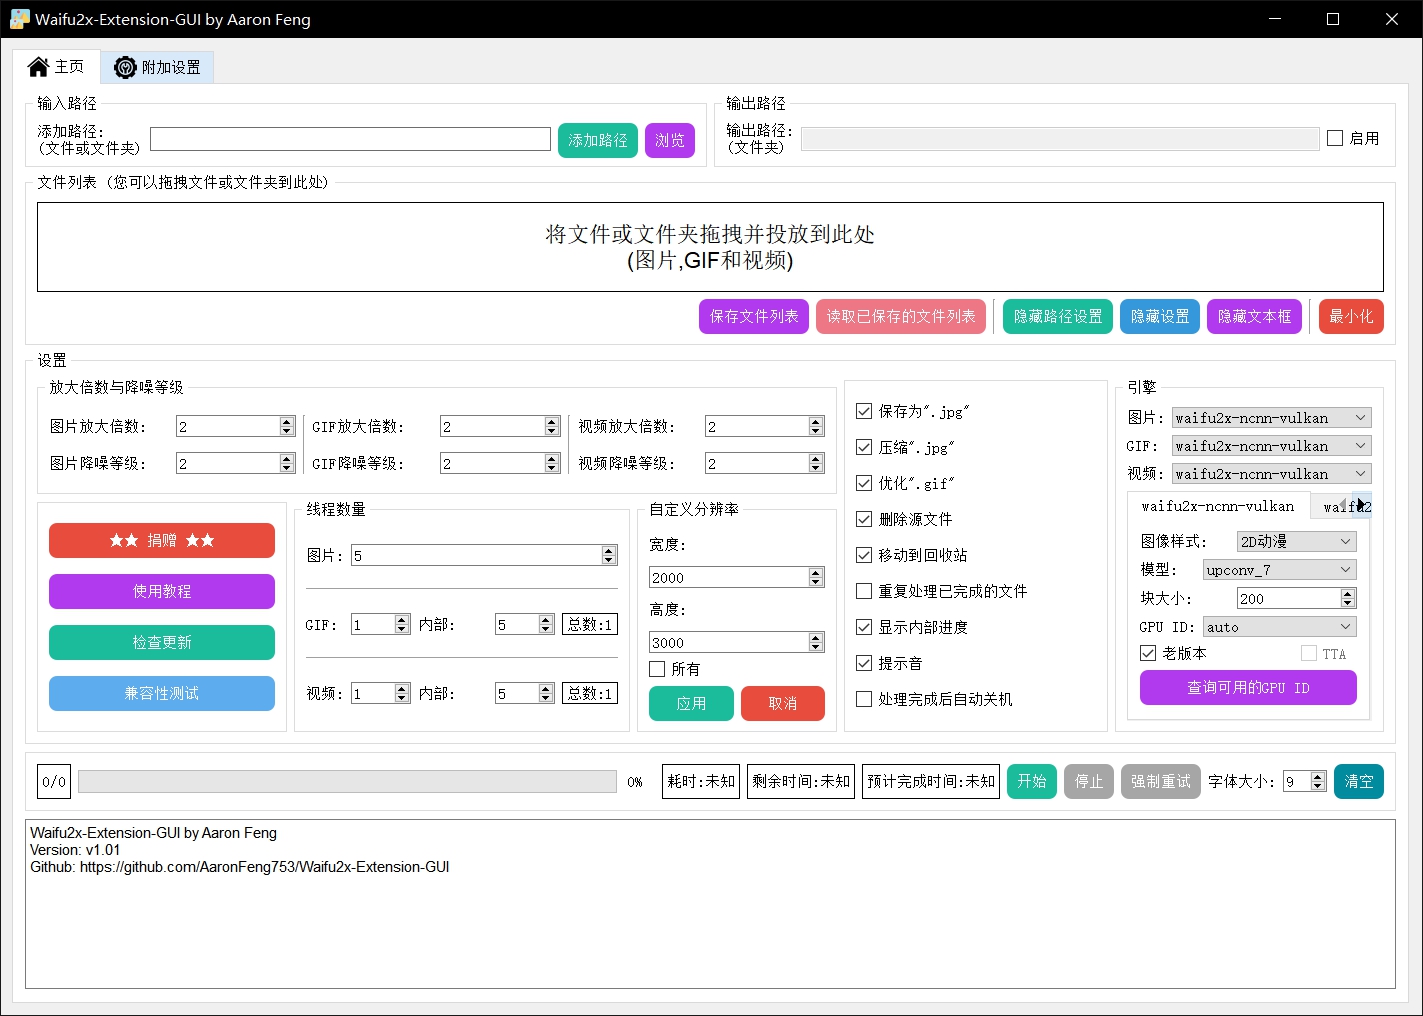 Waifu2x-Extension-GUI by Aaron Feng
主页
附加设置
输入路径
添加路径:
(文件或文件夹)
添加路径
浏览
输出路径
输出路径:
(文件夹)
启用
文件列表 (您可以拖拽文件或文件夹到此处)
将文件或文件夹拖拽并投放到此处
(图片,GIF和视频)
保存文件列表
读取已保存的文件列表
隐藏路径设置
隐藏设置
隐藏文本框
最小化
设置
放大倍数与降噪等级
图片放大倍数: 2
GIF放大倍数: 2
视频放大倍数: 2
图片降噪等级: 2
GIF降噪等级: 2
视频降噪等级: 2
★★ 捐赠 ★★
使用教程
检查更新
兼容性测试
线程数量
图片: 5
GIF: 1 内部: 5 总数:1
视频: 1 内部: 5 总数:1
自定义分辨率
宽度:
2000
高度:
3000
所有
应用
取消
保存为".jpg"
压缩".jpg"
优化".gif"
删除源文件
移动到回收站
重复处理已完成的文件
显示内部进度
提示音
处理完成后自动关机
引擎
图片: waifu2x-ncnn-vulkan
GIF: waifu2x-ncnn-vulkan
视频: waifu2x-ncnn-vulkan
waifu2x-ncnn-vulkan
waifu2
图像样式: 2D动漫
模型: upconv_7
块大小: 200
GPU ID: auto
老版本
TTA
查询可用的GPU ID
0/0
0%
耗时:未知
剩余时间:未知
预计完成时间:未知
开始
停止
强制重试
字体大小: 9
清空
Waifu2x-Extension-GUI by Aaron Feng
Version: v1.01
Github: https://github.com/AaronFeng753/Waifu2x-Extension-GUI